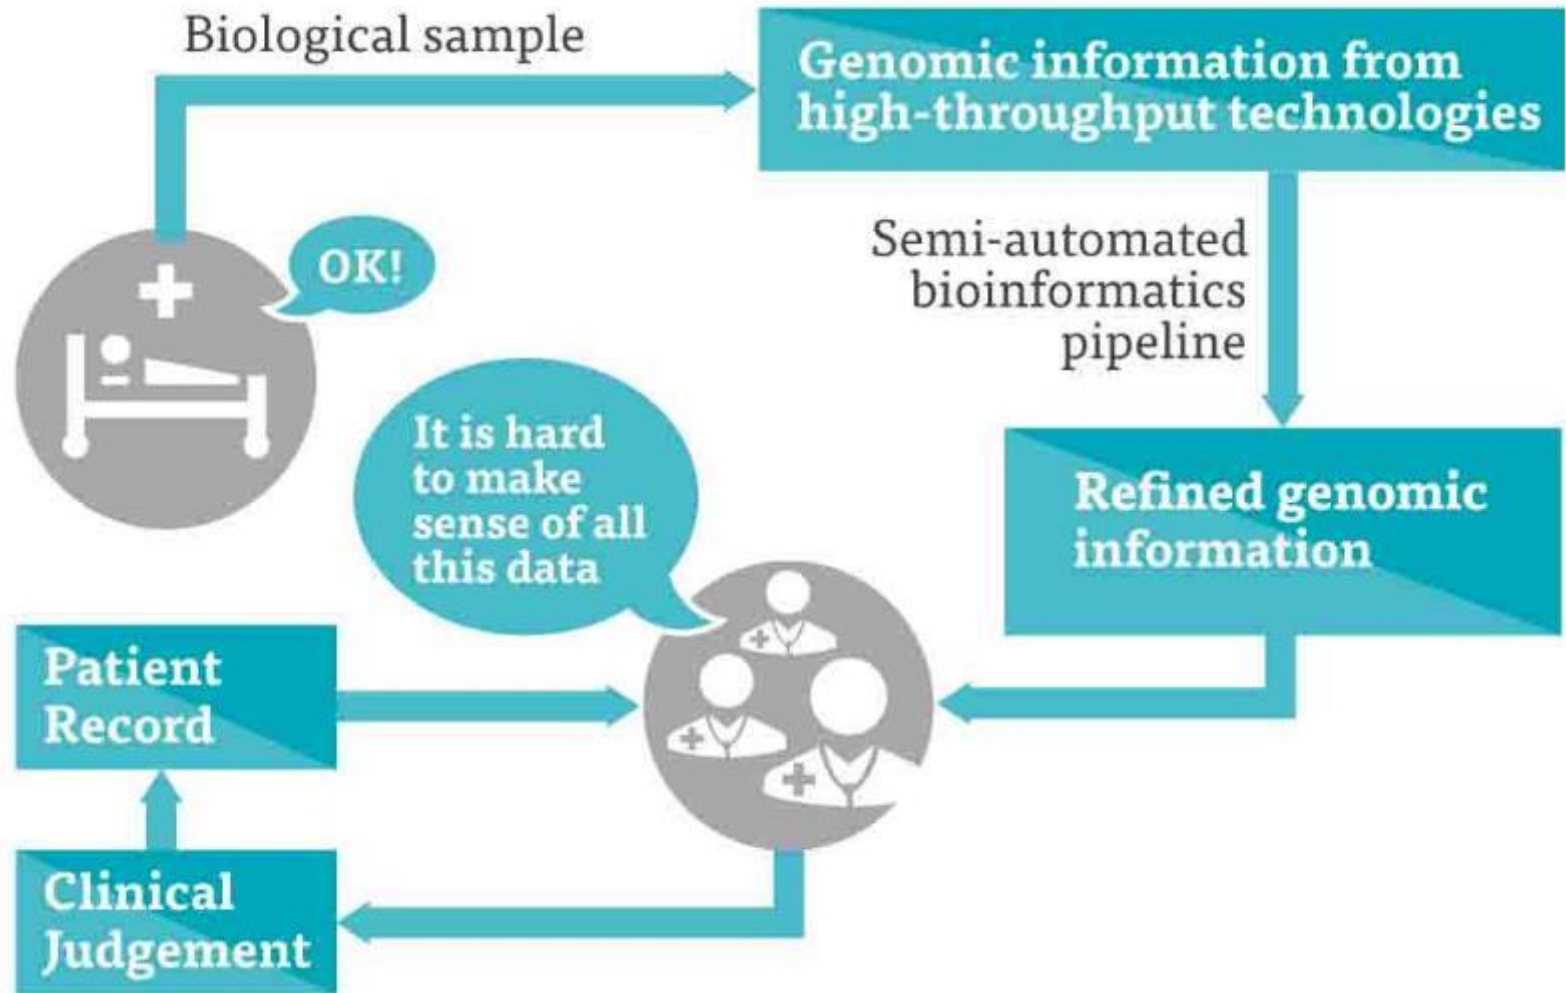 Biological sample
Genomic information from
high-throughput technologies
OK!
Semi-automated
bioinformatics
pipeline
It is hard
to make
sense of all
this data
Refined genomic
information
Patient
Record
Clinical
Judgement